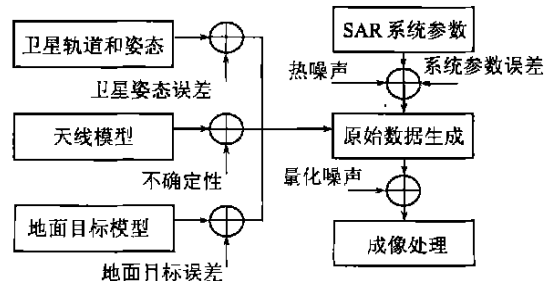 卫星轨道和姿态
卫星姿态误差
天线模型
不确定性
地面目标模型
地面目标误差
SAR 系统参数
热噪声
系统参数误差
原始数据生成
量化噪声
成像处理